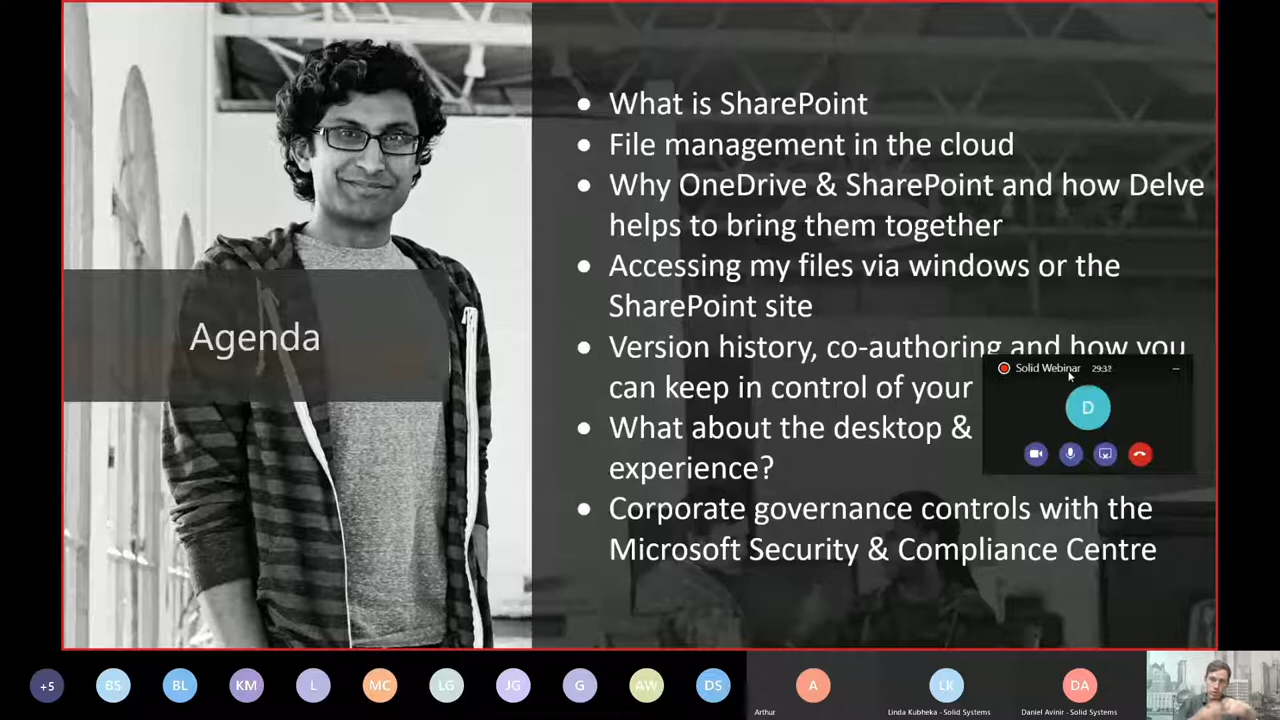 Agenda
• What is SharePoint
• File management in the cloud
• Why OneDrive & SharePoint and how Delve
helps to bring them together
• Accessing my files via windows or the
SharePoint site
• Version history, co-authoring and how you
can keep in control of your
• What about the desktop &
experience?
• Corporate governance controls with the
Microsoft Security & Compliance Centre
Solid Webinar 29:32
D
+5
BS
BL
KM
L
MC
LG
JG
G
AW
DS
A
LK
DA
Arthur
Linda Kubheka - Solid Systems
Daniel Avinir - Solid Systems